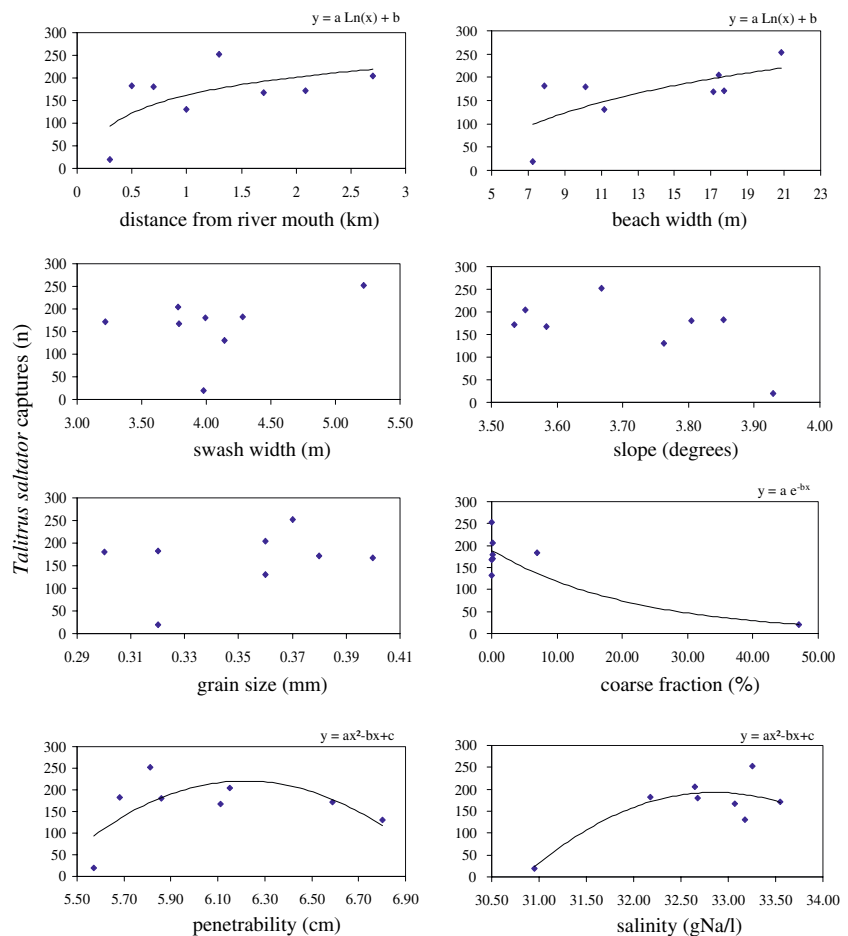 y = a Ln(x) + b
300
250
200
150
100
50
0
0 0.5 1 1.5 2 2.5 3
distance from river mouth (km)
y = a Ln(x) + b
300
250
200
150
100
50
0
5 7 9 11 13 15 17 19 21 23
beach width (m)
Talitrus saltator captures (n)
300
250
200
150
100
50
0
3.00 3.50 4.00 4.50 5.00 5.50
swash width (m)
300
250
200
150
100
50
0
3.50 3.60 3.70 3.80 3.90 4.00
slope (degrees)
300
250
200
150
100
50
0
0.29 0.31 0.33 0.35 0.37 0.39 0.41
grain size (mm)
y = a e-bx
300
250
200
150
100
50
0
0.00 10.00 20.00 30.00 40.00 50.00
coarse fraction (%)
y = ax²-bx+c
300
250
200
150
100
50
0
5.50 5.70 5.90 6.10 6.30 6.50 6.70 6.90
penetrability (cm)
y = ax²-bx+c
300
250
200
150
100
50
0
30.50 31.00 31.50 32.00 32.50 33.00 33.50 34.00
salinity (gNa/l)